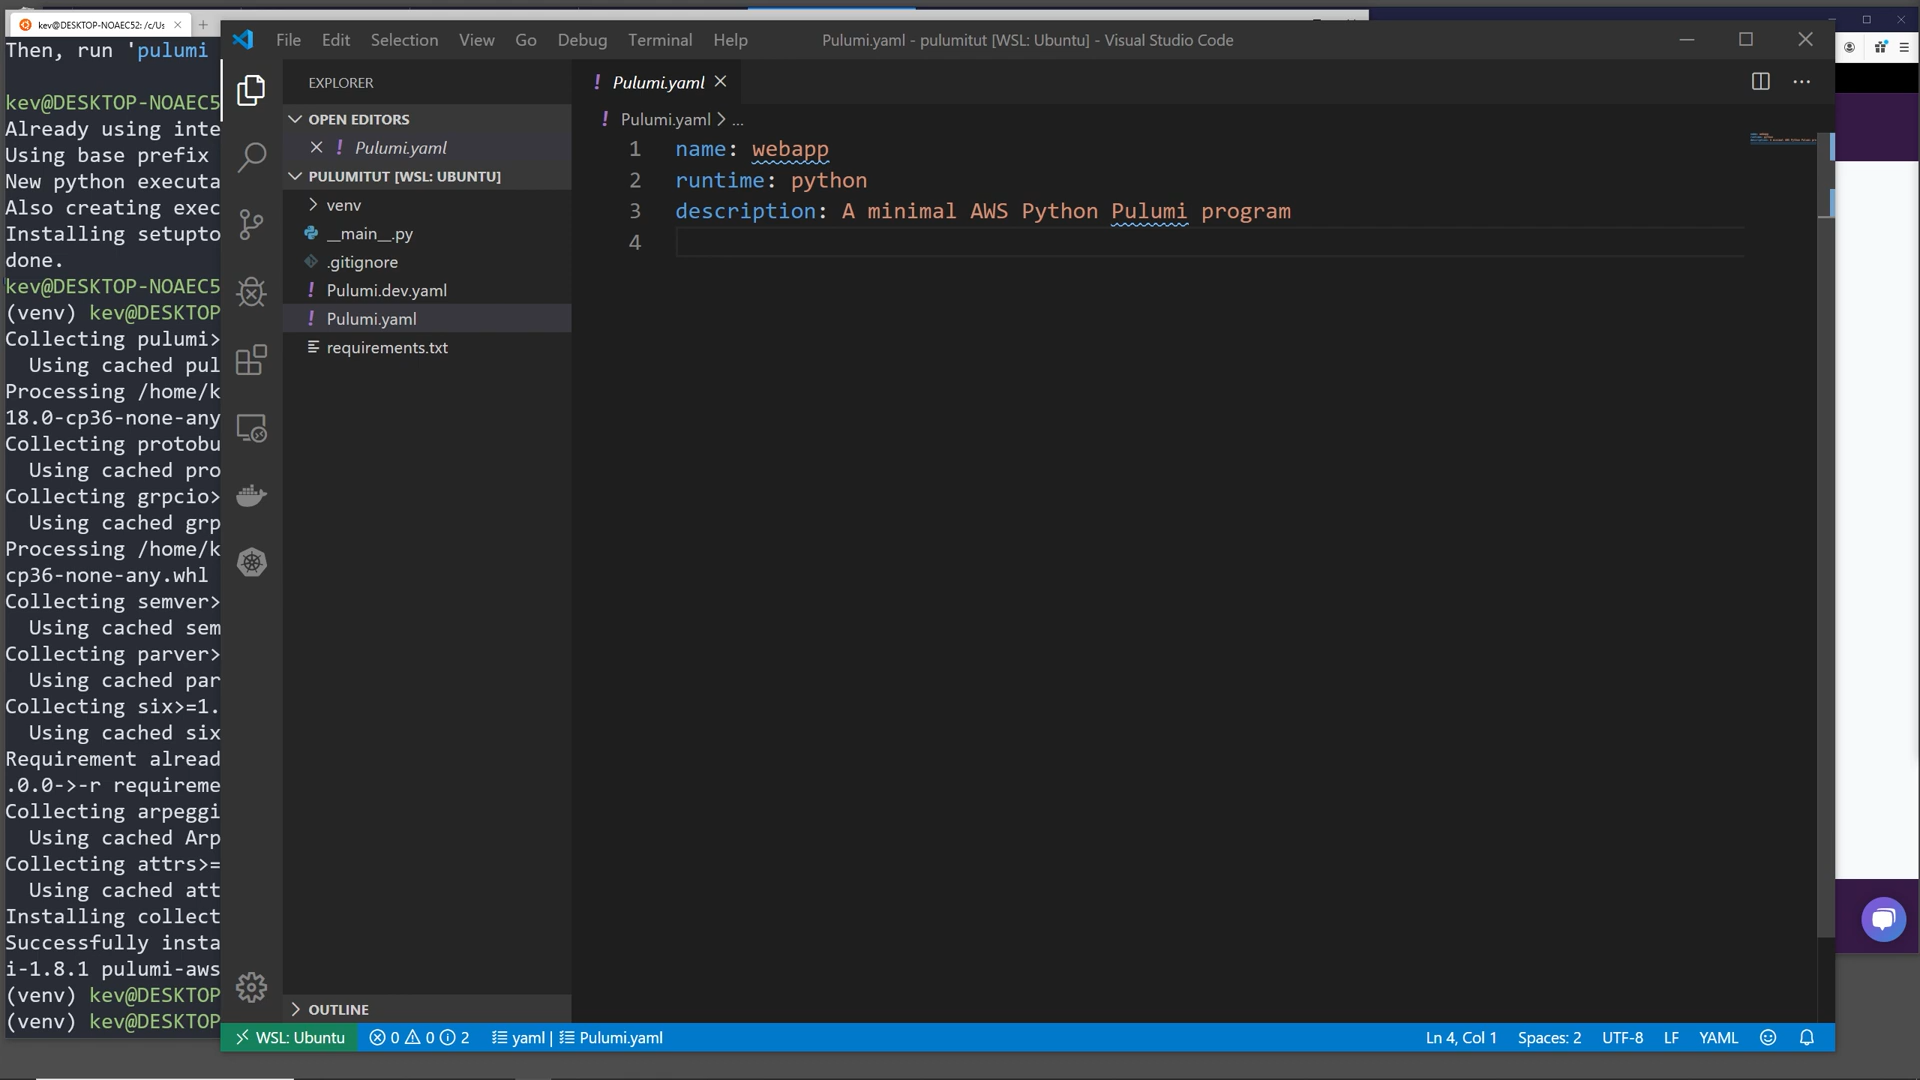 kev@DESKTOP-NOAEC52: /c/Us
Then, run 'pulumi
kev@DESKTOP-NOAEC5
Already using inte
Using base prefix
New python executa
Also creating exec
Installing setupto
done.
kev@DESKTOP-NOAEC5
(venv) kev@DESKTOP
Collecting pulumi>
Using cached pul
Processing /home/k
18.0-cp36-none-any
Collecting protobu
Using cached pro
Collecting grpcio>
Using cached grp
Processing /home/k
cp36-none-any.whl
Collecting semver>
Using cached sem
Collecting parver>
Using cached par
Collecting six>=1.
Using cached six
Requirement alread
.0.0->-r requireme
Collecting arpeggi
Using cached Arp
Collecting attrs>=
Using cached att
Installing collect
Successfully insta
i-1.8.1 pulumi-aws
(venv) kev@DESKTOP
(venv) kev@DESKTOP
File Edit Selection View Go Debug Terminal Help
Pulumi.yaml - pulumitut [WSL: Ubuntu] - Visual Studio Code
EXPLORER
OPEN EDITORS
Pulumi.yaml
PULUMITUT [WSL: UBUNTU]
venv
__main__.py
.gitignore
Pulumi.dev.yaml
Pulumi.yaml
requirements.txt
OUTLINE
Pulumi.yaml
Pulumi.yaml > ...
1 name: webapp
2 runtime: python
3 description: A minimal AWS Python Pulumi program
4
WSL: Ubuntu 0 0 2 yaml | Pulumi.yaml Ln 4, Col 1 Spaces: 2 UTF-8 LF YAML